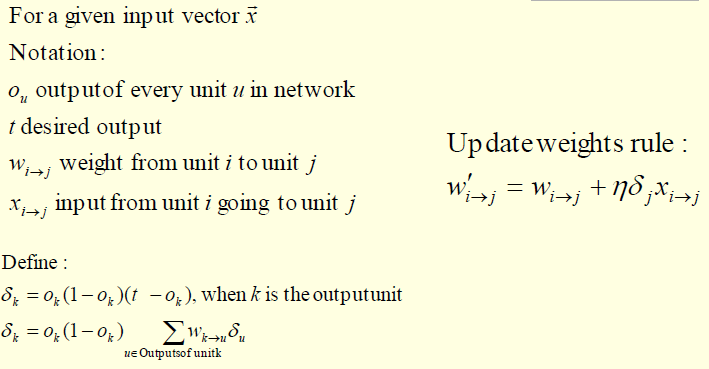 For a given input vector x⃗
Notation :
o_u output of every unit u in network
t desired output
w_{i→j} weight from unit i to unit j
x_{i→j} input from unit i going to unit j
Update weights rule :
w′_{i→j} = w_{i→j} + ηδ_j x_{i→j}
Define :
δ_k = o_k(1−o_k)(t −o_k), when k is the output unit
δ_k = o_k(1−o_k) ∑_{u∈Outputs of unit k} w_{k→u}δ_u